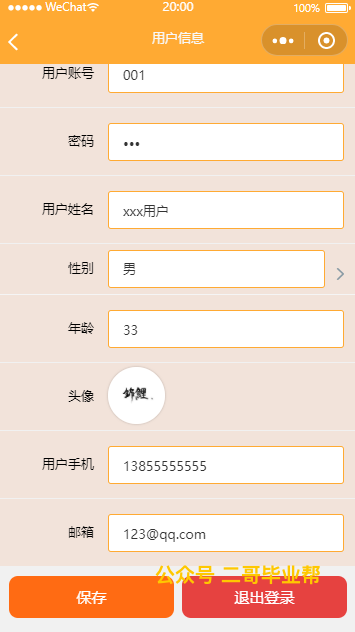 WeChat 20:00 100%
用户信息
用户账号 001
密码 •••
用户姓名 xxx用户
性别 男
年龄 33
头像 锦鲤
用户手机 13855555555
邮箱 123@qq.com
公众号 二哥毕业帮
保存 退出登录